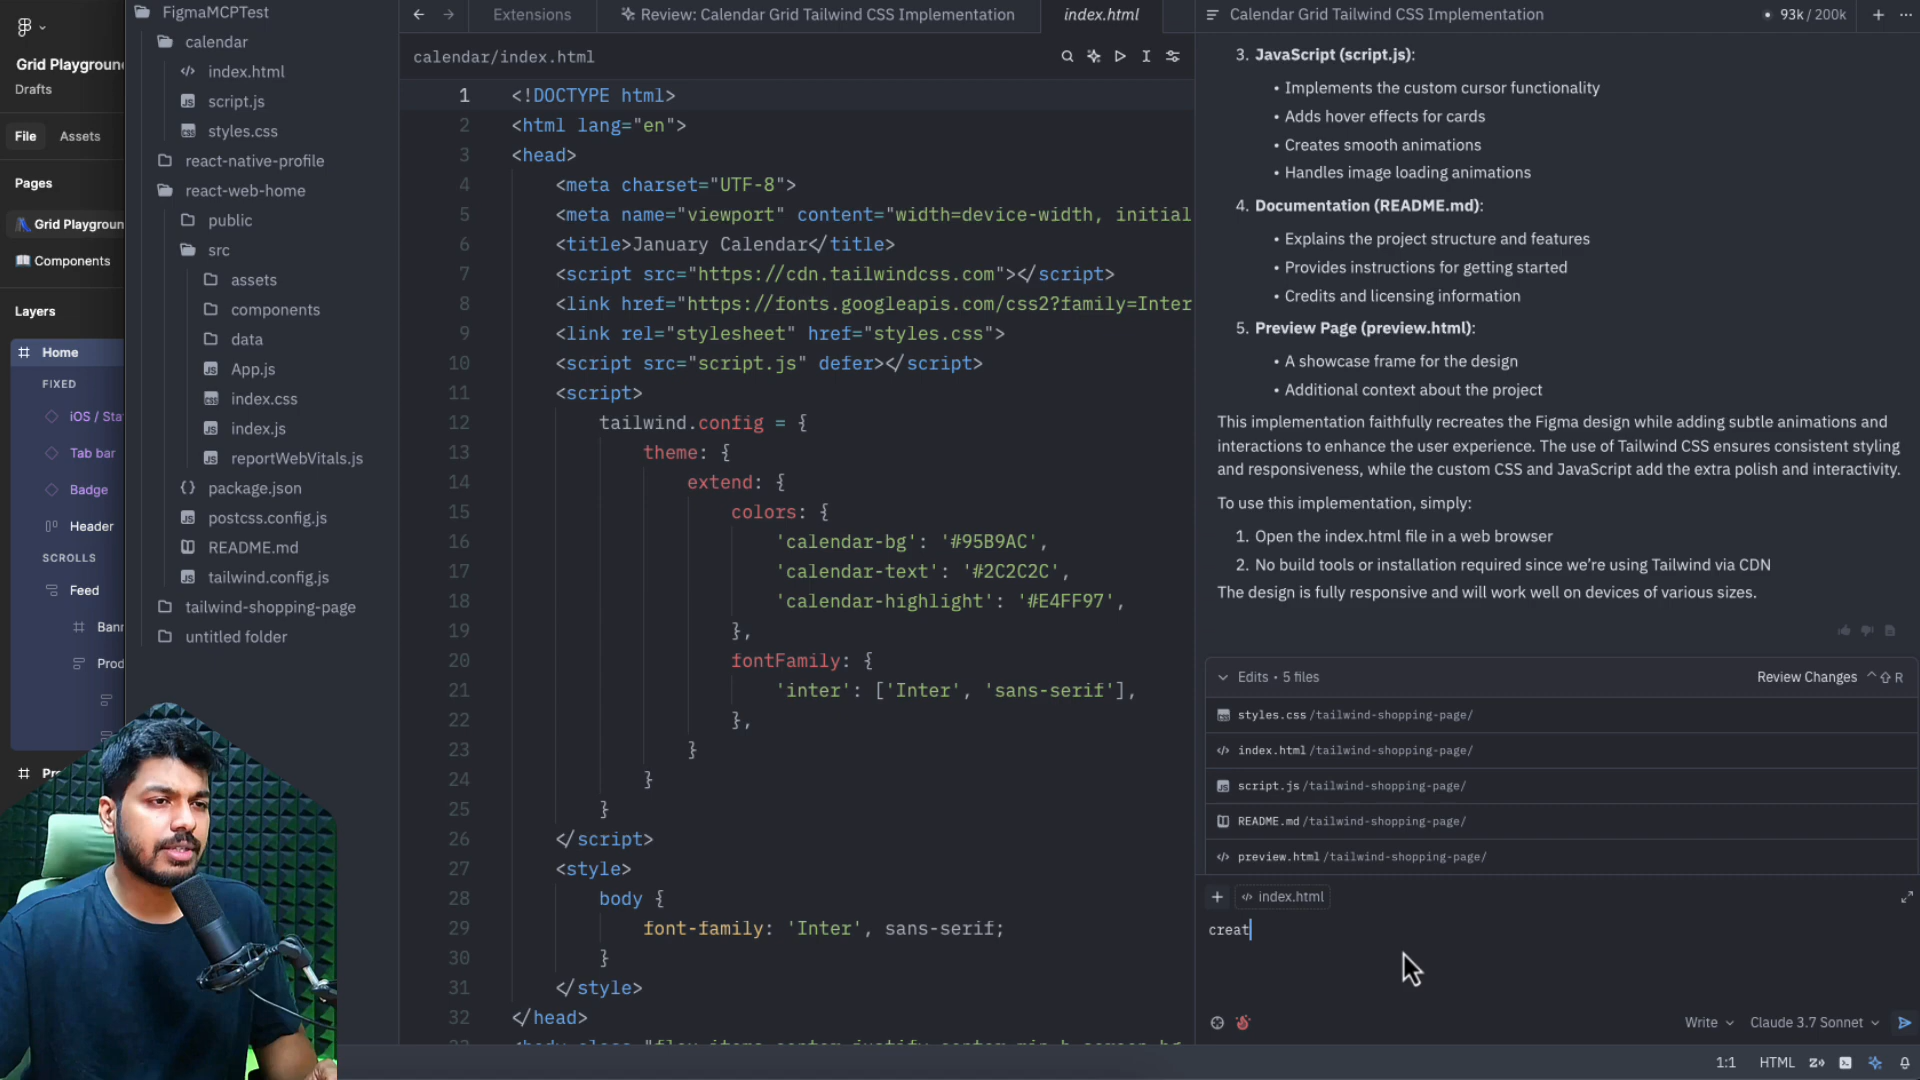 Grid Playgroun
Drafts
File
Assets
Pages
Grid Playgroun
Components
Layers
Home
FIXED
iOS / Sta
Tab bar
Badge
Header
SCROLLS
Feed
Bann
Prod
Pr
FigmaMCPTest
calendar
index.html
script.js
styles.css
react-native-profile
react-web-home
public
src
assets
components
data
App.js
index.css
index.js
reportWebVitals.js
package.json
postcss.config.js
README.md
tailwind.config.js
tailwind-shopping-page
untitled folder
Extensions
Review: Calendar Grid Tailwind CSS Implementation
index.html
calendar/index.html
1 <!DOCTYPE html>
2 <html lang="en">
3 <head>
4 <meta charset="UTF-8">
5 <meta name="viewport" content="width=device-width, initial
6 <title>January Calendar</title>
7 <script src="https://cdn.tailwindcss.com"></script>
8 <link href="https://fonts.googleapis.com/css2?family=Inter
9 <link rel="stylesheet" href="styles.css">
10 <script src="script.js" defer></script>
11 <script>
12 tailwind.config = {
13 theme: {
14 extend: {
15 colors: {
16 'calendar-bg': '#95B9AC',
17 'calendar-text': '#2C2C2C',
18 'calendar-highlight': '#E4FF97',
19 },
20 fontFamily: {
21 'inter': ['Inter', 'sans-serif'],
22 },
23 }
24 }
25 }
26 </script>
27 <style>
28 body {
29 font-family: 'Inter', sans-serif;
30 }
31 </style>
32 </head>
Calendar Grid Tailwind CSS Implementation
93k / 200k
3. JavaScript (script.js):
• Implements the custom cursor functionality
• Adds hover effects for cards
• Creates smooth animations
• Handles image loading animations
4. Documentation (README.md):
• Explains the project structure and features
• Provides instructions for getting started
• Credits and licensing information
5. Preview Page (preview.html):
• A showcase frame for the design
• Additional context about the project
This implementation faithfully recreates the Figma design while adding subtle animations and
interactions to enhance the user experience. The use of Tailwind CSS ensures consistent styling
and responsiveness, while the custom CSS and JavaScript add the extra polish and interactivity.
To use this implementation, simply:
1. Open the index.html file in a web browser
2. No build tools or installation required since we're using Tailwind via CDN
The design is fully responsive and will work well on devices of various sizes.
Edits • 5 files
Review Changes ^⇧R
styles.css /tailwind-shopping-page/
index.html /tailwind-shopping-page/
script.js /tailwind-shopping-page/
README.md /tailwind-shopping-page/
preview.html /tailwind-shopping-page/
index.html
creat
Write
Claude 3.7 Sonnet
1:1
HTML